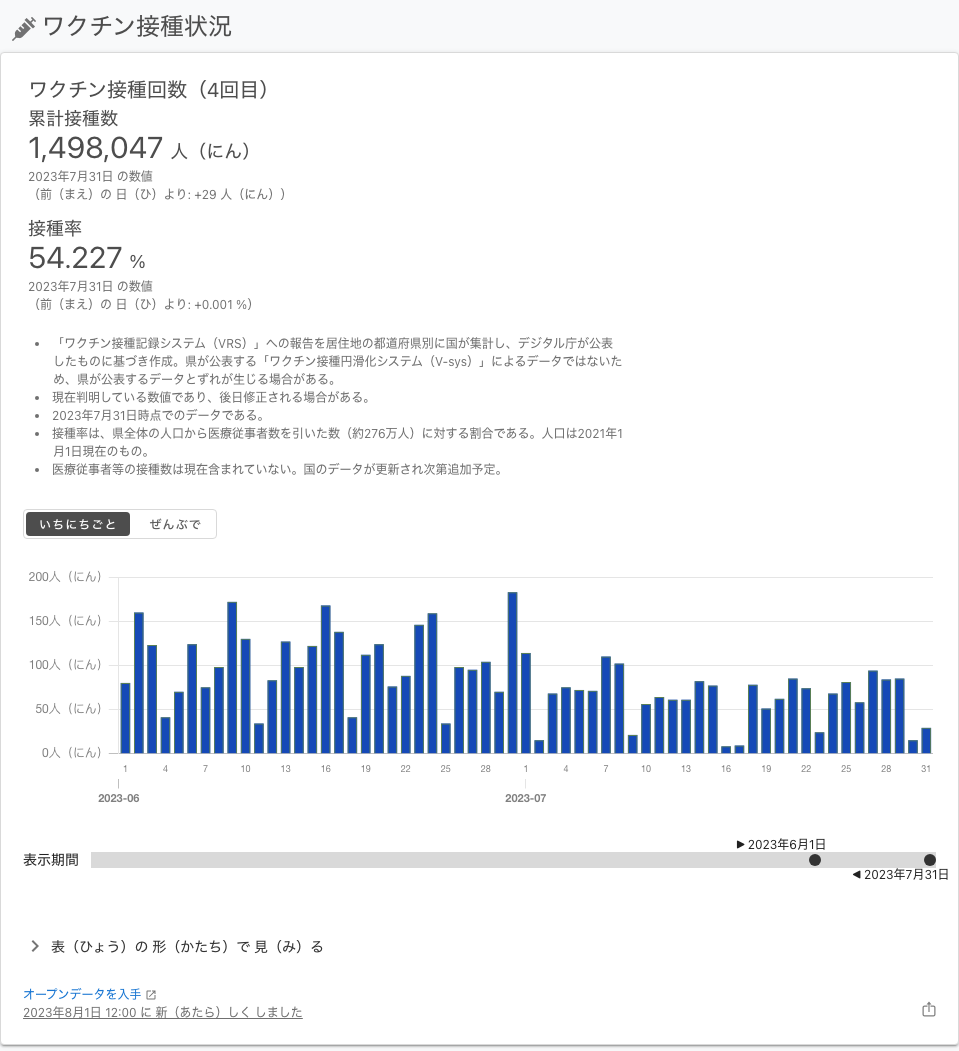 ワクチン接種状況
ワクチン接種回数（4回目）
累計接種数
1,498,047 人（にん）
2023年7月31日 の数値
（前（まえ）の 日（ひ）より: +29 人（にん））
接種率
54.227 %
2023年7月31日 の数値
（前（まえ）の 日（ひ）より: +0.001 %）
• 「ワクチン接種記録システム（VRS）」への報告を居住地の都道府県別に国が集計し、デジタル庁が公表
したものに基づき作成。県が公表する「ワクチン接種円滑化システム（V-sys）」によるデータではないた
め、県が公表するデータとずれが生じる場合がある。
• 現在判明している数値であり、後日修正される場合がある。
• 2023年7月31日時点でのデータである。
• 接種率は、県全体の人口から医療従事者数を引いた数（約276万人）に対する割合である。人口は2021年1
月1日現在のもの。
• 医療従事者等の接種数は現在含まれていない。国のデータが更新され次第追加予定。
いちにちごと ぜんぶで
200人（にん）
150人（にん）
100人（にん）
50人（にん）
0人（にん）
1 4 7 10 13 16 19 22 25 28 1 4 7 10 13 16 19 22 25 28 31
2023-06 2023-07
▶ 2023年6月1日
表示期間
◀ 2023年7月31日
表（ひょう）の 形（かたち）で 見（み）る
オープンデータを入手
2023年8月1日 12:00 に 新（あたら）しく しました